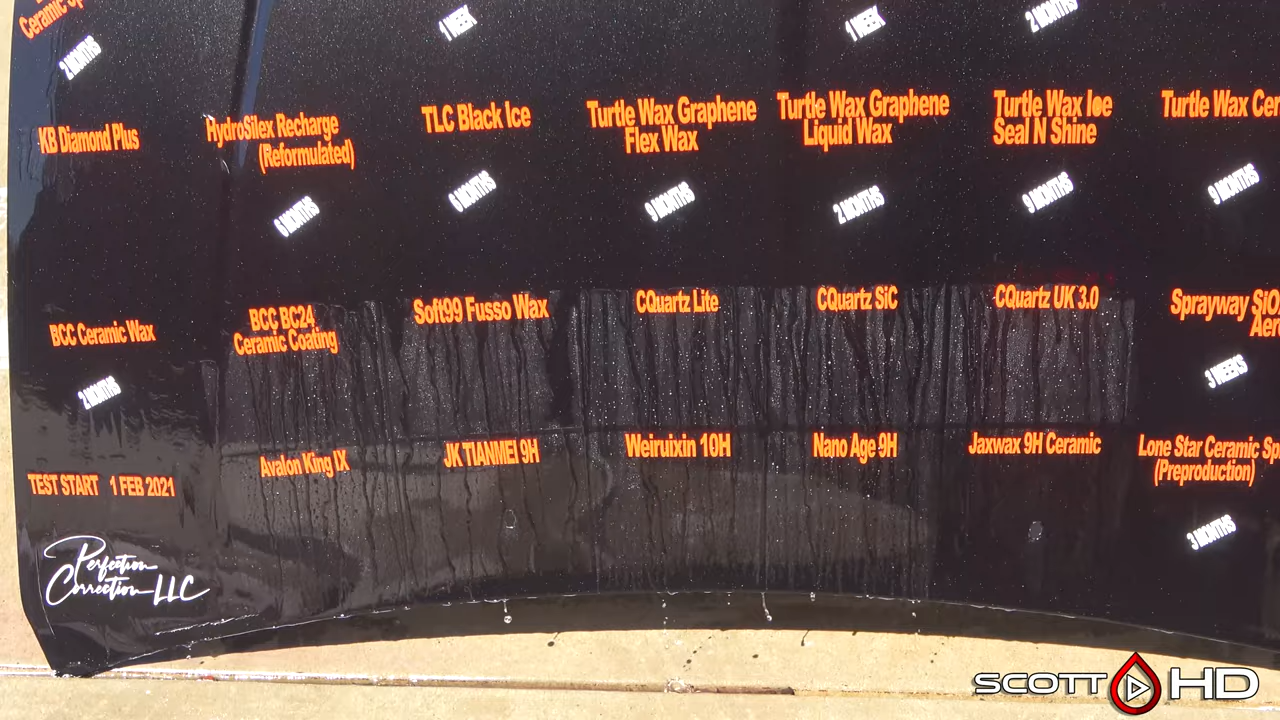 Ceramic Sp
2 MONTHS
1 WEEK
1 WEEK
2 MONTHS
KB Diamond Plus
HydroSilex Recharge
(Reformulated)
TLC Black Ice
Turtle Wax Graphene
Flex Wax
Turtle Wax Graphene
Liquid Wax
Turtle Wax Ice
Seal N Shine
Turtle Wax Cer
6 MONTHS
9 MONTHS
2 MONTHS
9 MONTHS
9 MONTHS
BCC Ceramic Wax
BCC BC24
Ceramic Coating
Soft99 Fusso Wax
CQuartz Lite
CQuartz SiC
CQuartz UK 3.0
Sprayway SiO
Aer
2 MONTHS
3 WEEKS
TEST START 1 FEB 2021
Avalon King IX
JK TIANMEI 9H
Weiruixin 10H
Nano Age 9H
Jaxwax 9H Ceramic
Lone Star Ceramic Sp
(Preproduction)
3 MONTHS
Perfection
Correction LLC
SCOTT HD